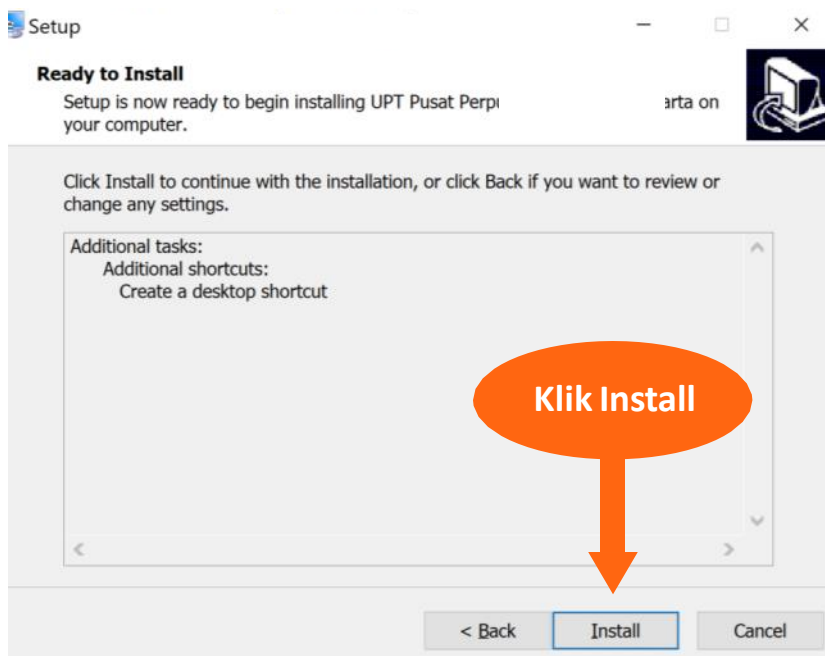 Setup
Ready to Install
Setup is now ready to begin installing UPT Pusat arta on
your computer.
Click Install to continue with the installation, or click Back if you want to review or
change any settings.
Additional tasks:
Additional shortcuts:
Create a desktop shortcut
Klik Install
< Back Install Cancel